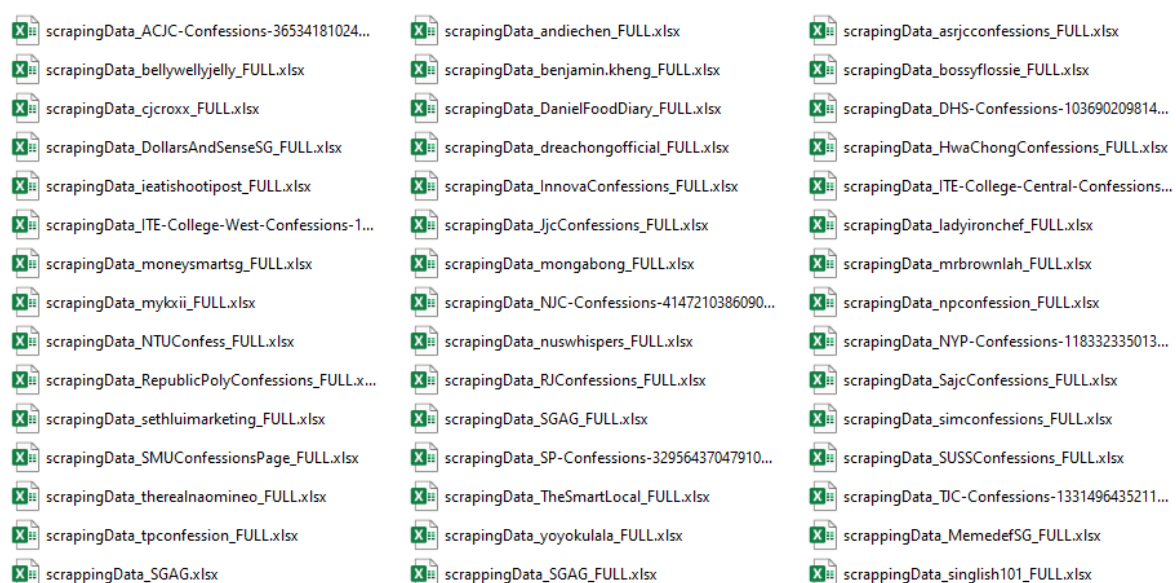 scrapingData_ACJC-Confessions-36534181024...
scrapingData_andiechen_FULL.xlsx
scrapingData_asrjcconfessions_FULL.xlsx
scrapingData_bellywellyjelly_FULL.xlsx
scrapingData_benjamin.kheng_FULL.xlsx
scrapingData_bossyflossie_FULL.xlsx
scrapingData_cjcroxx_FULL.xlsx
scrapingData_DanielFoodDiary_FULL.xlsx
scrapingData_DHS-Confessions-103690209814...
scrapingData_DollarsAndSenseSG_FULL.xlsx
scrapingData_dreachongofficial_FULL.xlsx
scrapingData_HwaChongConfessions_FULL.xlsx
scrapingData_ieatishootipost_FULL.xlsx
scrapingData_InnovaConfessions_FULL.xlsx
scrapingData_ITE-College-Central-Confessions...
scrapingData_ITE-College-West-Confessions-1...
scrapingData_JjcConfessions_FULL.xlsx
scrapingData_ladyironchef_FULL.xlsx
scrapingData_moneysmartsg_FULL.xlsx
scrapingData_mongabong_FULL.xlsx
scrapingData_mrbrownlah_FULL.xlsx
scrapingData_mykxii_FULL.xlsx
scrapingData_NJC-Confessions-4147210386090...
scrapingData_npconfession_FULL.xlsx
scrapingData_NTUConfess_FULL.xlsx
scrapingData_nuswhispers_FULL.xlsx
scrapingData_NYP-Confessions-118332335013...
scrapingData_RepublicPolyConfessions_FULL.x...
scrapingData_RJConfessions_FULL.xlsx
scrapingData_SajcConfessions_FULL.xlsx
scrapingData_sethluimarketing_FULL.xlsx
scrapingData_SGAG_FULL.xlsx
scrapingData_simconfessions_FULL.xlsx
scrapingData_SMUConfessionsPage_FULL.xlsx
scrapingData_SP-Confessions-32956437047910...
scrapingData_SUSSConfessions_FULL.xlsx
scrapingData_therealnaomineo_FULL.xlsx
scrapingData_TheSmartLocal_FULL.xlsx
scrapingData_TJC-Confessions-1331496435211...
scrapingData_tpconfession_FULL.xlsx
scrapingData_yoyokulala_FULL.xlsx
scrappingData_MemedefSG_FULL.xlsx
scrappingData_SGAG.xlsx
scrappingData_SGAG_FULL.xlsx
scrappingData_singlish101_FULL.xlsx